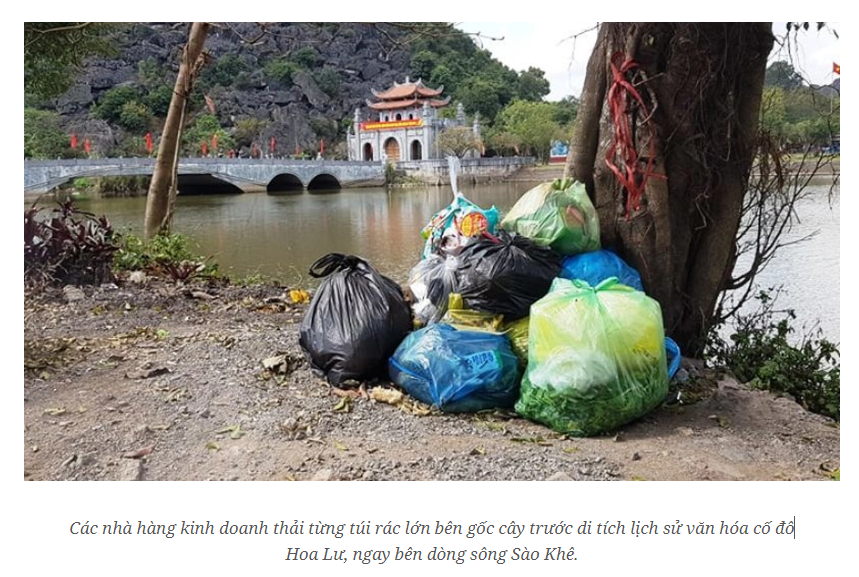 Các nhà hàng kinh doanh thải từng túi rác lớn bên gốc cây trước di tích lịch sử văn hóa cố đô
Hoa Lư, ngay bên dòng sông Sào Khê.